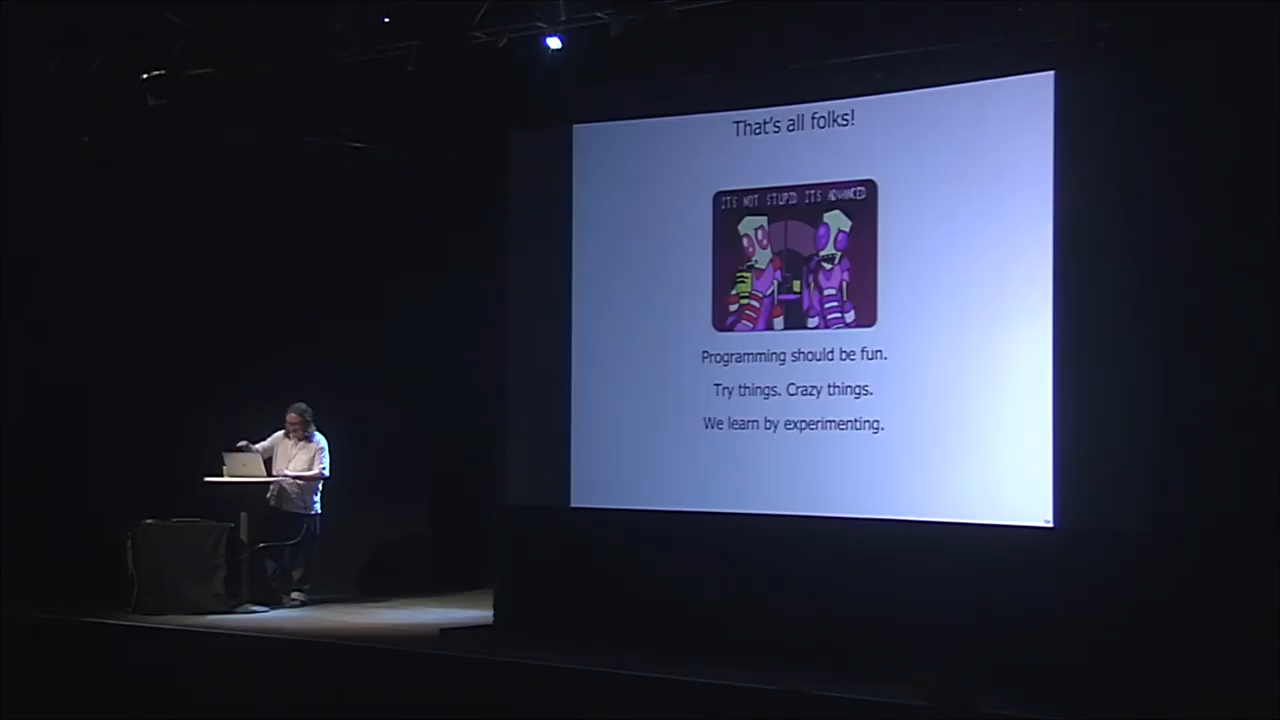 That's all folks!
ITS NOT STUPID ITS ADVANCED
Programming should be fun.
Try things. Crazy things.
We learn by experimenting.